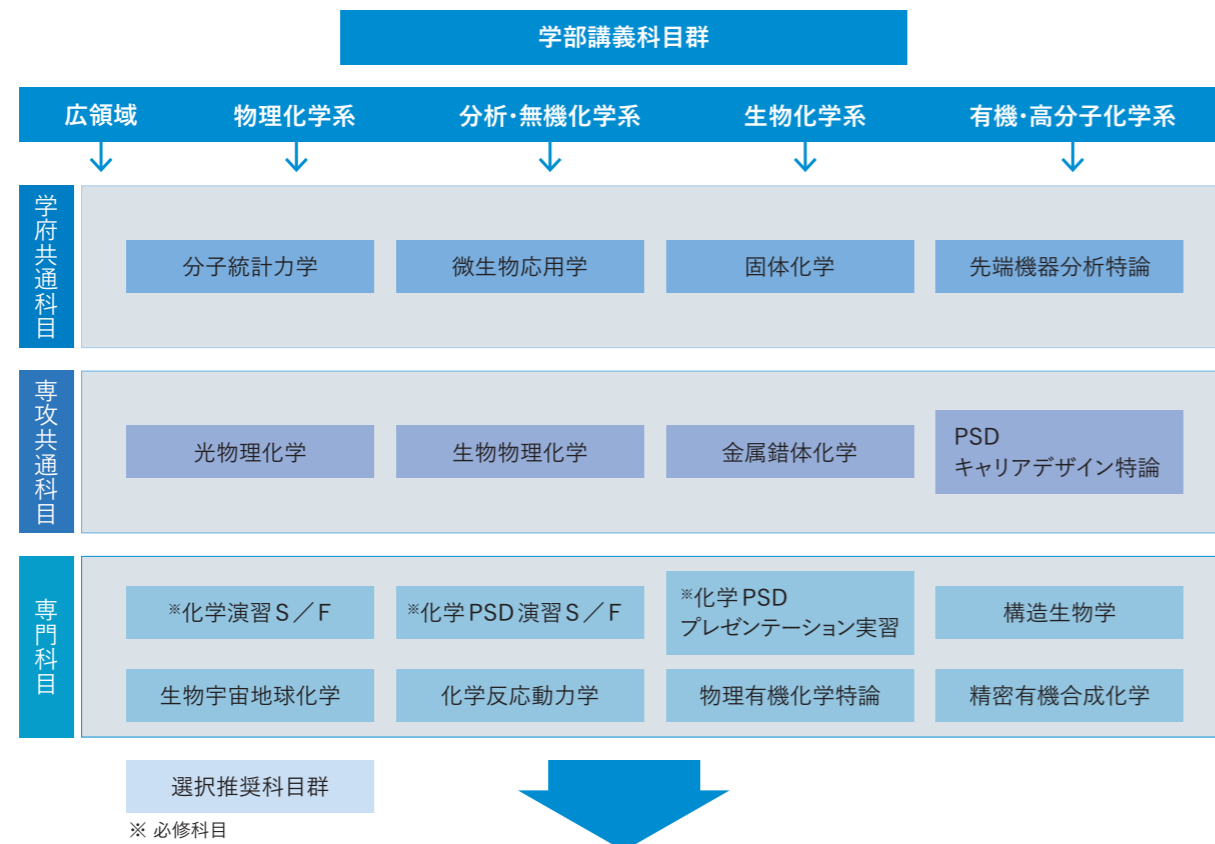 学部講義科目群
広領域
物理化学系
分析・無機化学系
生物化学系
有機・高分子化学系
学府共通科目
分子統計力学
微生物応用学
固体化学
先端機器分析特論
専攻共通科目
光物理化学
生物物理化学
金属錯体化学
PSD
キャリアデザイン特論
専門科目
※化学演習S/F
※化学PSD演習S/F
※化学PSD
プレゼンテーション実習
構造生物学
生物宇宙地球化学
化学反応動力学
物理有機化学特論
精密有機合成化学
選択推奨科目群
※ 必修科目